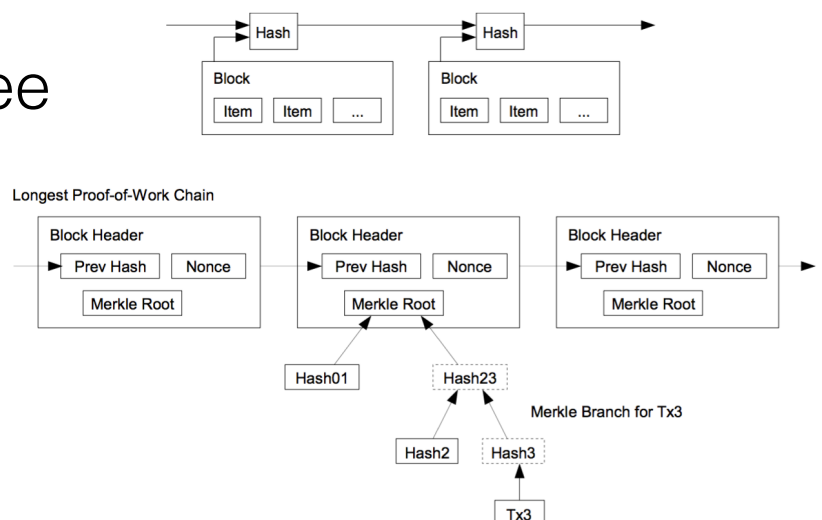 Hash Hash
ee
Block Block
Item Item ... Item Item ...
Longest Proof-of-Work Chain
Block Header Block Header Block Header
Prev Hash Nonce Prev Hash Nonce Prev Hash Nonce
Merkle Root Merkle Root Merkle Root
Hash01 Hash23
Merkle Branch for Tx3
Hash2 Hash3
Tx3